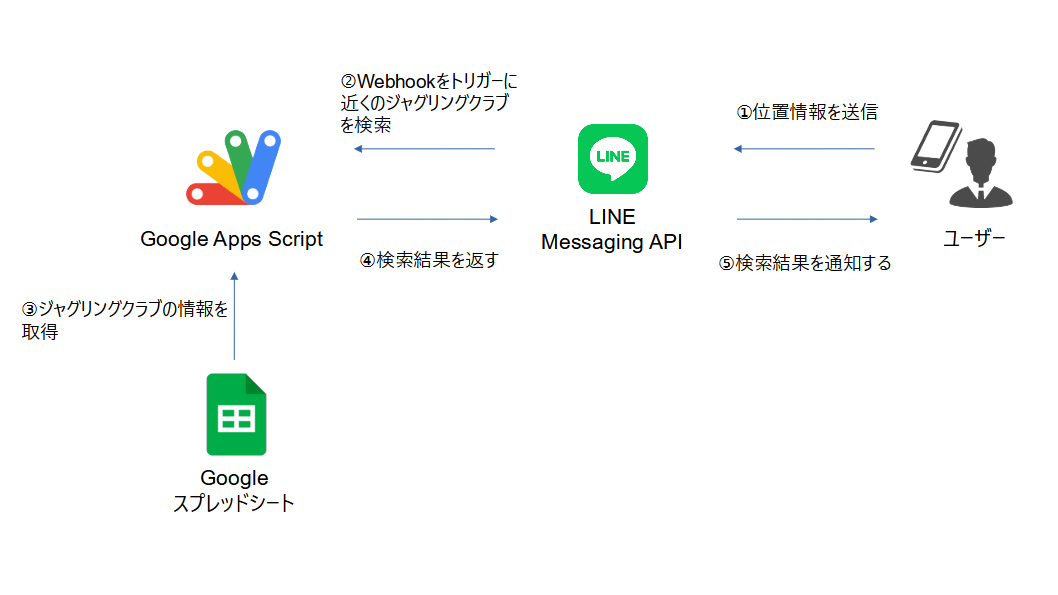 ②Webhookをトリガーに
近くのジャグリングクラブ
を検索
①位置情報を送信
LINE
Google Apps Script
LINE
Messaging API
ユーザー
④検索結果を返す
⑤検索結果を通知する
③ジャグリングクラブの情報を
取得
Google
スプレッドシート